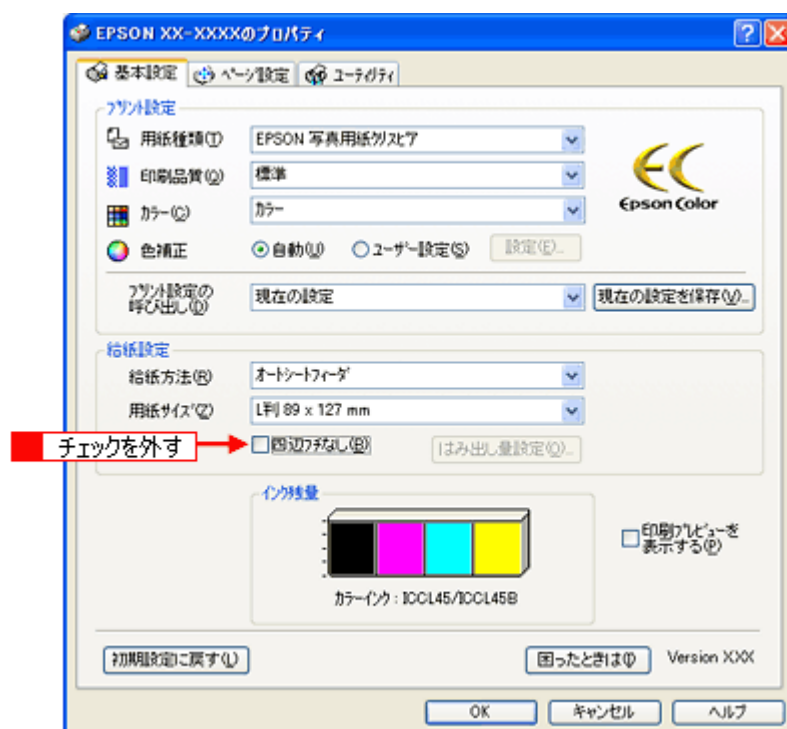 EPSON XX-XXXXのプロパティ
基本設定 ページ設定 ユーティリティ
プリント設定
用紙種類(T) EPSON 写真用紙クリスピア
印刷品質(Q) 標準
カラー(C) カラー
Epson Color
色補正 自動(U) ユーザー設定(S) 設定(E)...
プリント設定の
呼び出し(D) 現在の設定 現在の設定を保存(V)...
給紙設定
給紙方法(R) オートシートフィーダ
用紙サイズ(Z) L判 89 x 127 mm
チェックを外す 四辺フチなし(B) はみ出し量設定(O)...
インク残量
印刷プレビューを
表示する(P)
カラーインク : ICCL45/ICCL45B
初期設定に戻す(L) 困ったときは(I) Version XXX
OK キャンセル ヘルプ